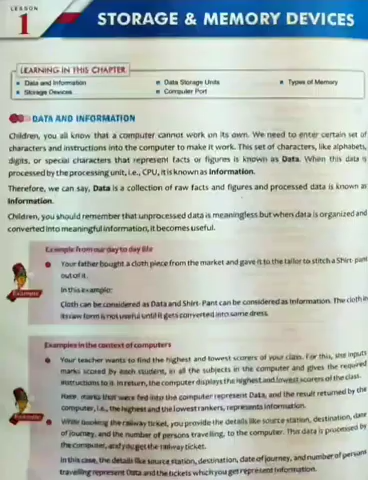 LESSON
1
STORAGE & MEMORY DEVICES
LEARNING IN THIS CHAPTER
Data and Information
Data Storage Units
Types of Memory
Storage Devices
Computer Port
DATA AND INFORMATION
Children, you all know that a computer cannot work on its own. We need to enter certain set of
characters and instructions into the computer to make it work. This set of characters, like alphabets,
digits, or special characters that represent facts or figures is known as Data. When this data is
processed by the processing unit, i.e., CPU, it is known as Information.
Therefore, we can say, Data is a collection of raw facts and figures and processed data is known as
Information.
Children, you should remember that unprocessed data is meaningless but when data is organized and
converted into meaningful information, it becomes useful.
Example from our day to day life
Your father bought a cloth piece from the market and gave it to the tailor to stitch a Shirt-pant
out of it.
Example
In this example:
Cloth can be considered as Data and Shirt-Pant can be considered as Information. The cloth in
its raw form is not useful until it gets converted into some dress.
Examples in the context of computers
Your teacher wants to find the highest and lowest scorers of your class. For this, she inputs
marks scored by each student, in all the subjects in the computer and gives the required
instructions to it. In return, the computer displays the highest and lowest scorers of the class.
Here, marks that were fed into the computer represent Data, and the result returned by the
computer, i.e., the highest and the lowest rankers, represents Information.
Example
While booking the railway ticket, you provide the details like source station, destination, date
of journey, and the number of persons travelling, to the computer. This data is processed by
the computer, and you get the railway ticket.
In this case, the details like source station, destination, date of journey, and number of persons
travelling represent Data and the tickets which you get represent Information.